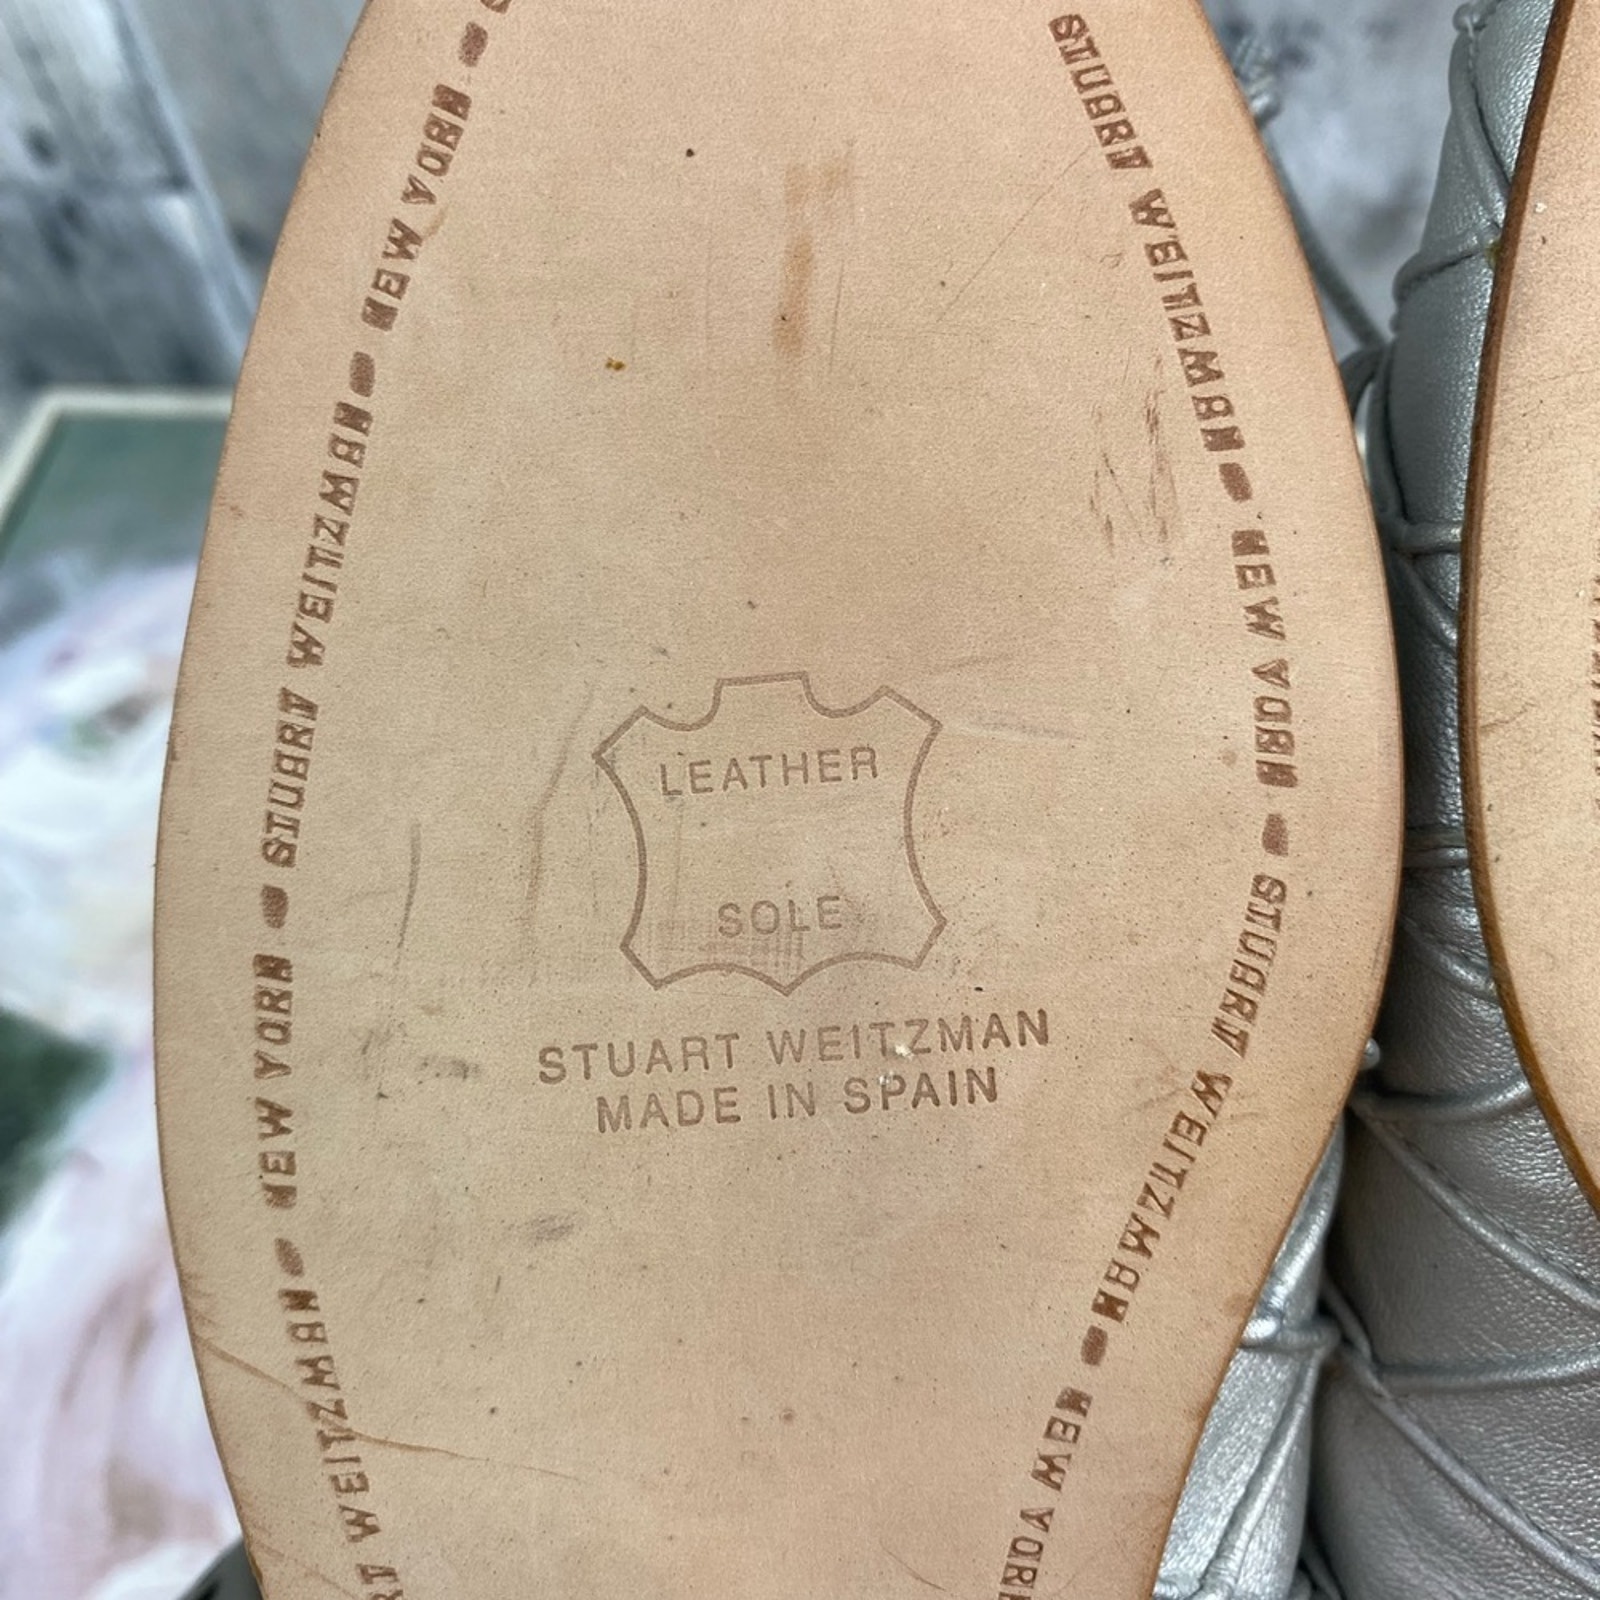 LEATHER
SOLE
STUART WEITZMAN
MADE IN SPAIN
STUART WEITZMAN • NEW YORK • STUART WEITZMAN • NEW YORK
WEITZMAN • NEW YORK • STUART WEITZMAN • NEW YORK